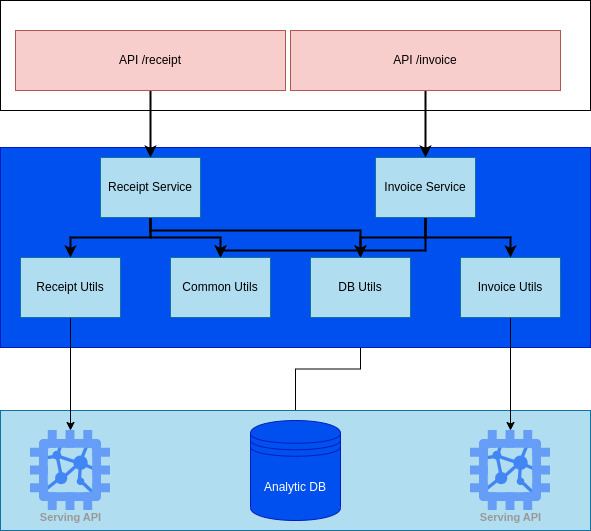 API /receipt
API /invoice
Receipt Service
Invoice Service
Receipt Utils
Common Utils
DB Utils
Invoice Utils
Analytic DB
Serving API
Serving API